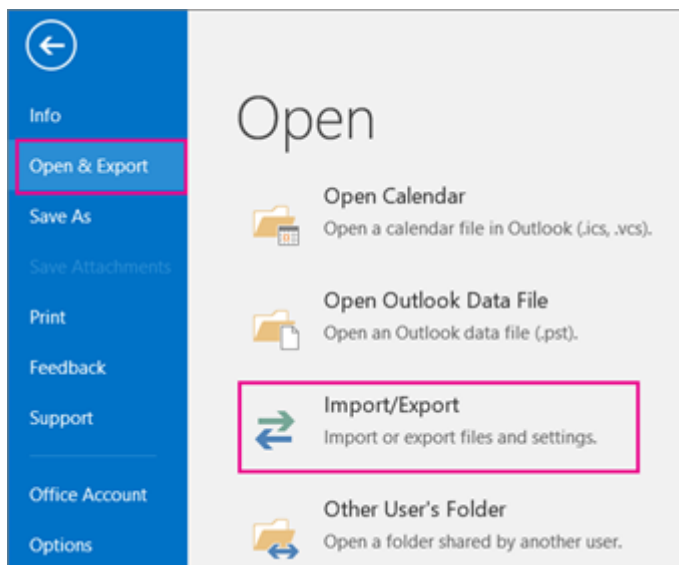 Info
Open & Export
Save As
Save Attachments
Print
Feedback
Support
Office Account
Options
Open
Open Calendar
Open a calendar file in Outlook (.ics, .vcs).
Open Outlook Data File
Open an Outlook data file (.pst).
Import/Export
Import or export files and settings.
Other User's Folder
Open a folder shared by another user.